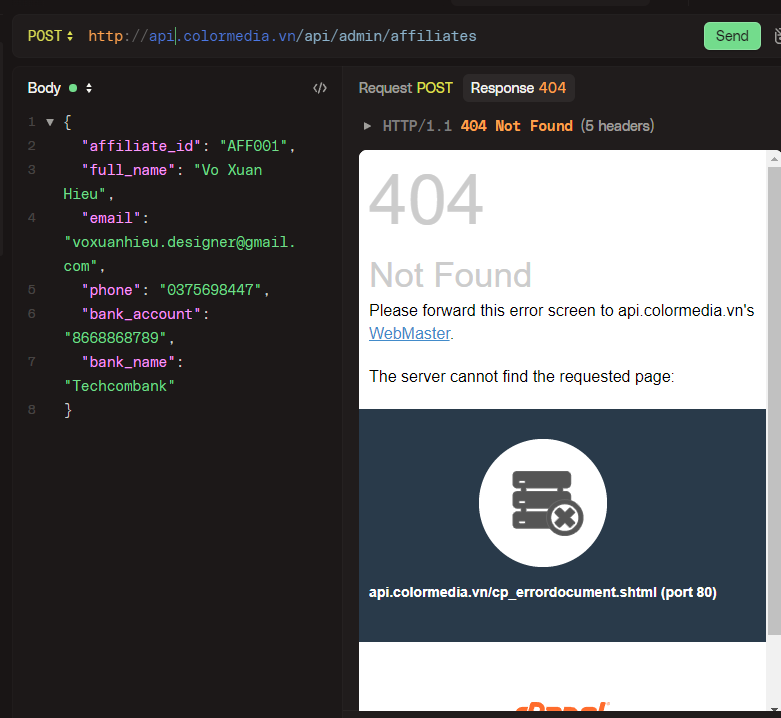 POST http://api.colormedia.vn/api/admin/affiliates Send
Body </> Request POST Response 404
HTTP/1.1 404 Not Found (5 headers)
1 {
2 "affiliate_id": "AFF001",
3 "full_name": "Vo Xuan
Hieu",
4 "email":
"voxuanhieu.designer@gmail.
com",
5 "phone": "0375698447",
6 "bank_account":
"8668868789",
7 "bank_name":
"Techcombank"
8 }
404
Not Found
Please forward this error screen to api.colormedia.vn's
WebMaster.
The server cannot find the requested page:
api.colormedia.vn/cp_errordocument.shtml (port 80)